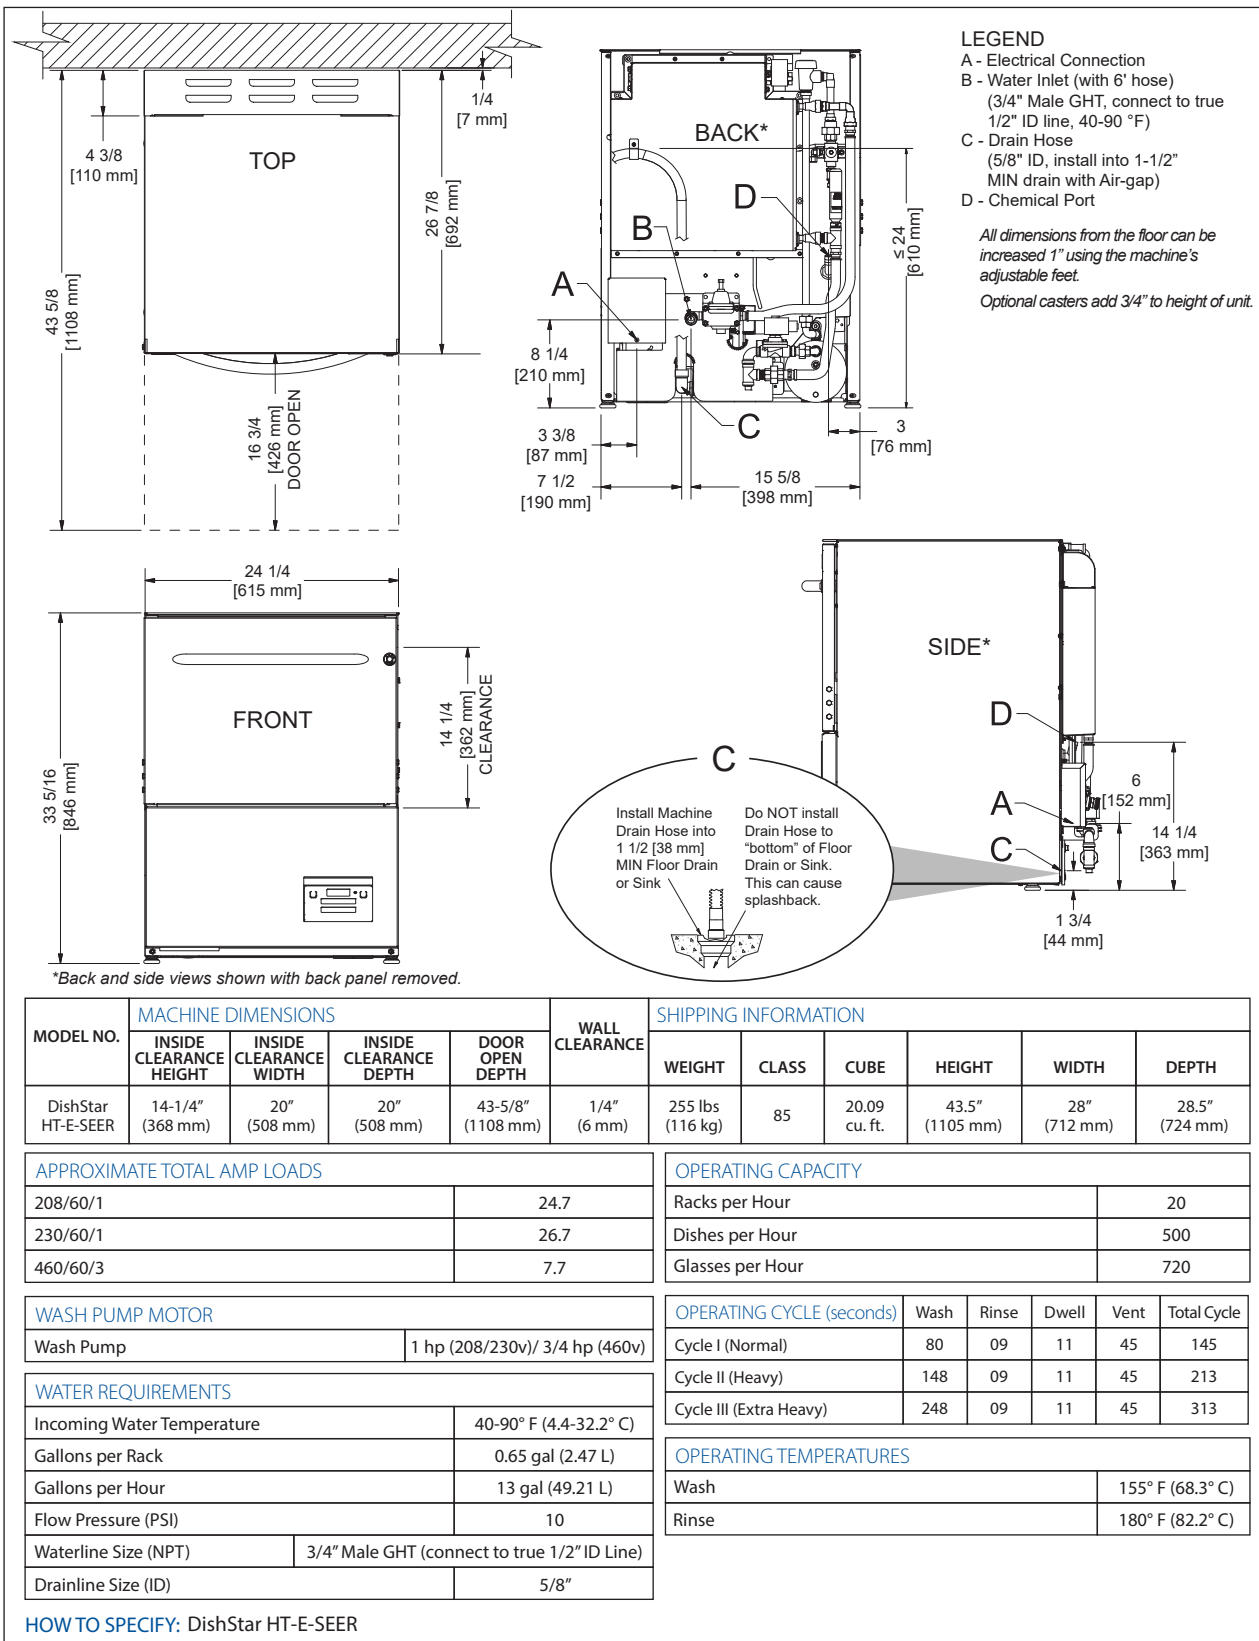 TOP
4 3/8
[110 mm]
1/4
[7 mm]
26 7/8
[692 mm]
43 5/8
[1108 mm]
16 3/4
[426 mm]
DOOR OPEN
BACK*
A
B
C
D
≤ 24
[610 mm]
8 1/4
[210 mm]
3 3/8
[87 mm]
7 1/2
[190 mm]
15 5/8
[398 mm]
3
[76 mm]
LEGEND
A - Electrical Connection
B - Water Inlet (with 6' hose)
(3/4" Male GHT, connect to true
1/2" ID line, 40-90 °F)
C - Drain Hose
(5/8" ID, install into 1-1/2”
MIN drain with Air-gap)
D - Chemical Port
All dimensions from the floor can be
increased 1” using the machine’s
adjustable feet.
Optional casters add 3/4” to height of unit.
24 1/4
[615 mm]
FRONT
14 1/4
[362 mm]
CLEARANCE
33 5/16
[846 mm]
*Back and side views shown with back panel removed.
SIDE*
D
A
C
6
[152 mm]
14 1/4
[363 mm]
1 3/4
[44 mm]
C
Install Machine
Drain Hose into
1 1/2 [38 mm]
MIN Floor Drain
or Sink
Do NOT install
Drain Hose to
“bottom” of Floor
Drain or Sink.
This can cause
splashback.
MODEL NO.
MACHINE DIMENSIONS
WALL
CLEARANCE
SHIPPING INFORMATION
INSIDE
CLEARANCE
HEIGHT
INSIDE
CLEARANCE
WIDTH
INSIDE
CLEARANCE
DEPTH
DOOR
OPEN
DEPTH
WEIGHT
CLASS
CUBE
HEIGHT
WIDTH
DEPTH
DishStar
HT-E-SEER
14-1/4”
(368 mm)
20”
(508 mm)
20”
(508 mm)
43-5/8”
(1108 mm)
1/4”
(6 mm)
255 lbs
(116 kg)
85
20.09
cu. ft.
43.5”
(1105 mm)
28”
(712 mm)
28.5”
(724 mm)
APPROXIMATE TOTAL AMP LOADS
208/60/1 24.7
230/60/1 26.7
460/60/3 7.7
WASH PUMP MOTOR
Wash Pump 1 hp (208/230v)/ 3/4 hp (460v)
WATER REQUIREMENTS
Incoming Water Temperature 40-90° F (4.4-32.2° C)
Gallons per Rack 0.65 gal (2.47 L)
Gallons per Hour 13 gal (49.21 L)
Flow Pressure (PSI) 10
Waterline Size (NPT) 3/4” Male GHT (connect to true 1/2” ID Line)
Drainline Size (ID) 5/8”
OPERATING CAPACITY
Racks per Hour 20
Dishes per Hour 500
Glasses per Hour 720
OPERATING CYCLE (seconds) Wash Rinse Dwell Vent Total Cycle
Cycle I (Normal) 80 09 11 45 145
Cycle II (Heavy) 148 09 11 45 213
Cycle III (Extra Heavy) 248 09 11 45 313
OPERATING TEMPERATURES
Wash 155° F (68.3° C)
Rinse 180° F (82.2° C)
HOW TO SPECIFY: DishStar HT-E-SEER